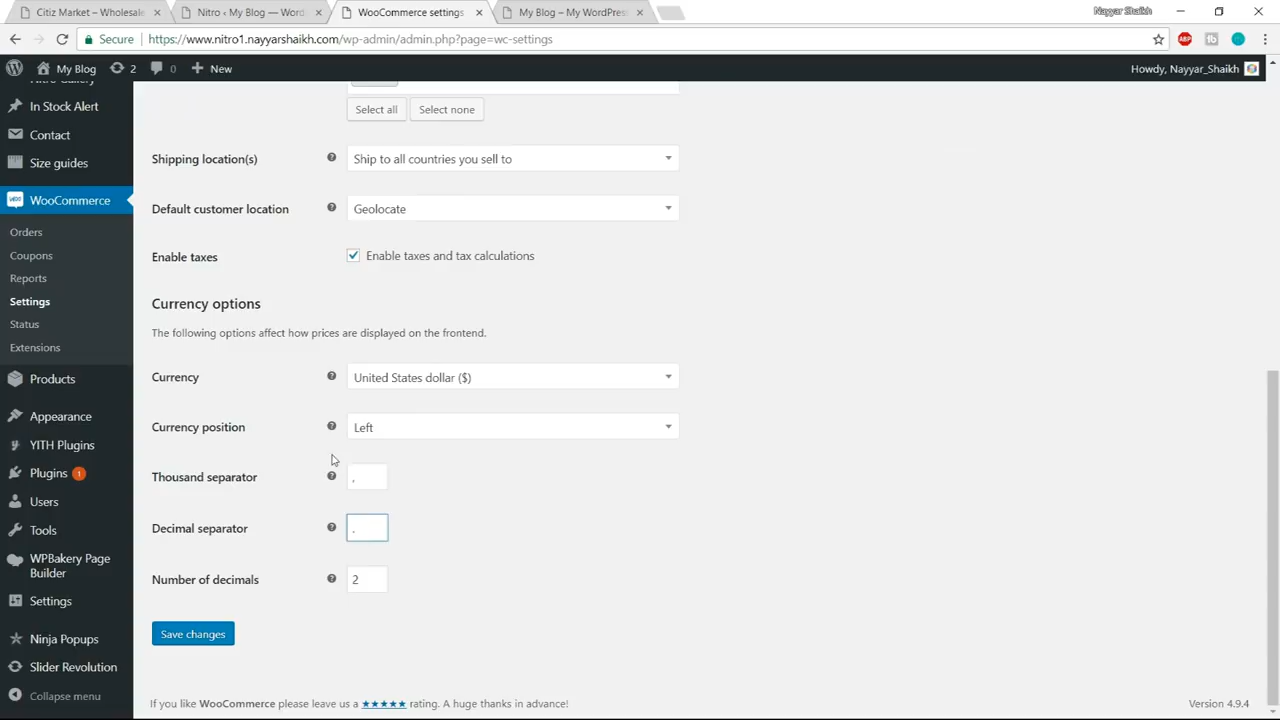 Citiz Market – Wholesale
Nitro ‹ My Blog — Word
WooCommerce settings
My Blog – My WordPress
Nayyar Shaikh
Secure
https://www.nitro1.nayyarshaikh.com/wp-admin/admin.php?page=wc-settings
ABP
My Blog
2
0
New
Howdy, Nayyar_Shaikh
Nitro Gallery
In Stock Alert
Contact
Size guides
WooCommerce
Orders
Coupons
Reports
Settings
Status
Extensions
Products
Appearance
YITH Plugins
Plugins 1
Users
Tools
WPBakery Page
Builder
Settings
Ninja Popups
Slider Revolution
Collapse menu
Select all
Select none
Shipping location(s)
Ship to all countries you sell to
Default customer location
Geolocate
Enable taxes
Enable taxes and tax calculations
Currency options
The following options affect how prices are displayed on the frontend.
Currency
United States dollar ($)
Currency position
Left
Thousand separator
,
Decimal separator
.
Number of decimals
2
Save changes
If you like WooCommerce please leave us a ★★★★★ rating. A huge thanks in advance!
Version 4.9.4